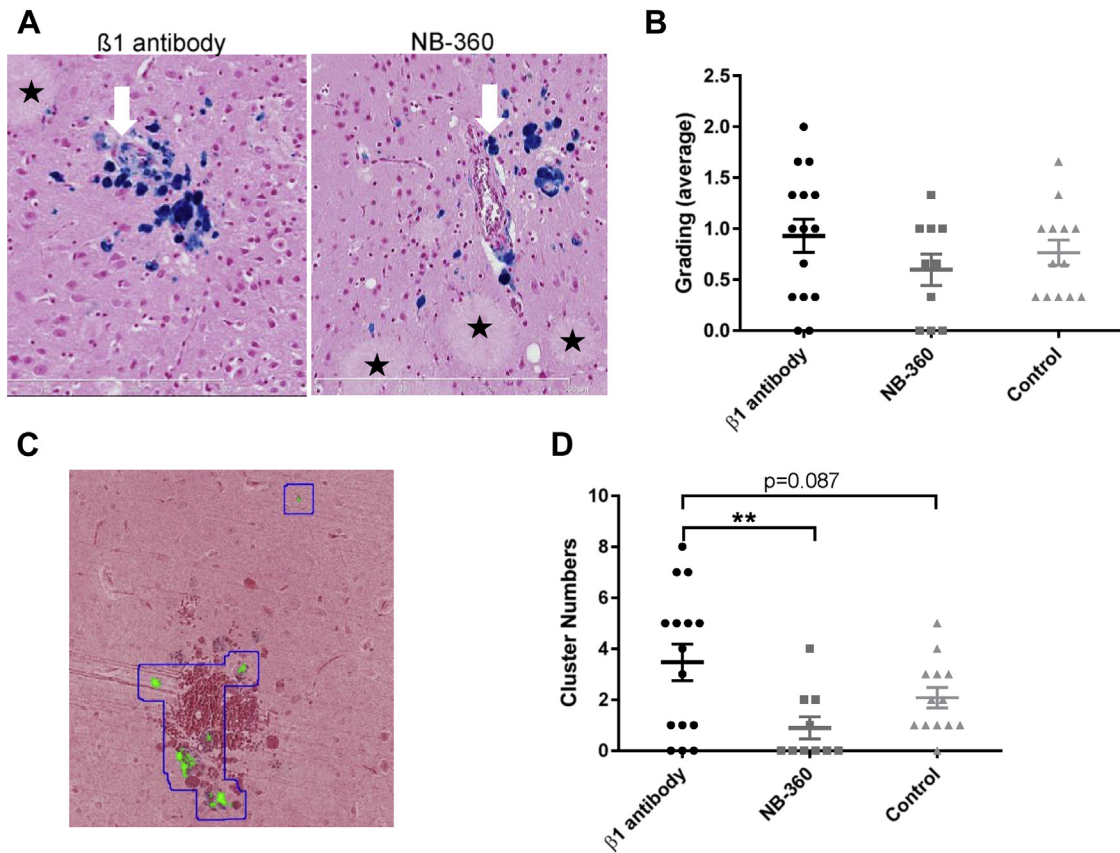 A
ß1 antibody
NB-360
B
Grading (average)
2.5
2.0
1.5
1.0
0.5
0.0
β1 antibody
NB-360
Control
C
D
p=0.087
**
Cluster Numbers
10
8
6
4
2
0
β1 antibody
NB-360
Control